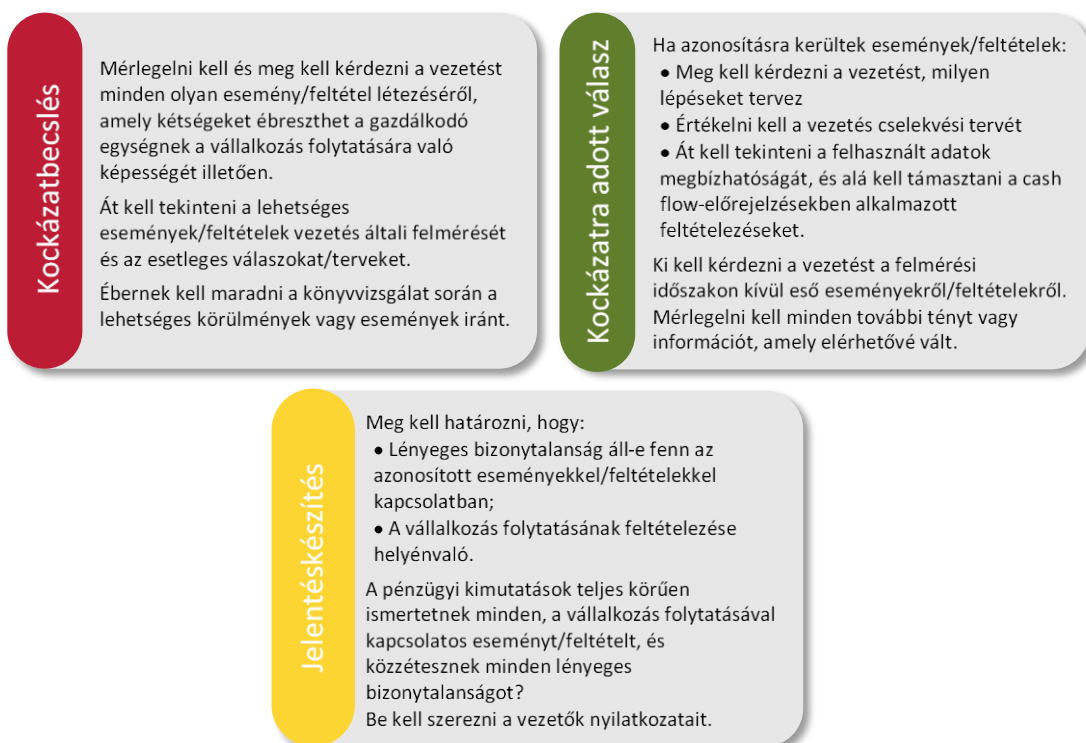 Kockázatbecslés
Mérlegelni kell és meg kell kérdezni a vezetést
minden olyan esemény/feltétel létezéséről,
amely kétségeket ébreszthet a gazdálkodó
egységnek a vállalkozás folytatására való
képességét illetően.
Át kell tekinteni a lehetséges
események/feltételek vezetés általi felmérését
és az esetleges válaszokat/terveket.
Ébernek kell maradni a könyvvizsgálat során a
lehetséges körülmények vagy események iránt.
Kockázatra adott válasz
Ha azonosításra kerültek események/feltételek:
• Meg kell kérdezni a vezetést, milyen
lépéseket tervez
• Értékelni kell a vezetés cselekvési tervét
• Át kell tekinteni a felhasznált adatok
megbízhatóságát, és alá kell támasztani a cash
flow-előrejelzésekben alkalmazott
feltételezéseket.
Ki kell kérdezni a vezetést a felmérési
időszakon kívül eső eseményekről/feltételekről.
Mérlegelni kell minden további tényt vagy
információt, amely elérhetővé vált.
Jelentéskészítés
Meg kell határozni, hogy:
• Lényeges bizonytalanság áll-e fenn az
azonosított eseményekkel/feltételekkel
kapcsolatban;
• A vállalkozás folytatásának feltételezése
helyénvaló.
A pénzügyi kimutatások teljes körűen
ismertetnek minden, a vállalkozás folytatásával
kapcsolatos eseményt/feltételt, és
közzétesznek minden lényeges
bizonytalanságot?
Be kell szerezni a vezetők nyilatkozatait.